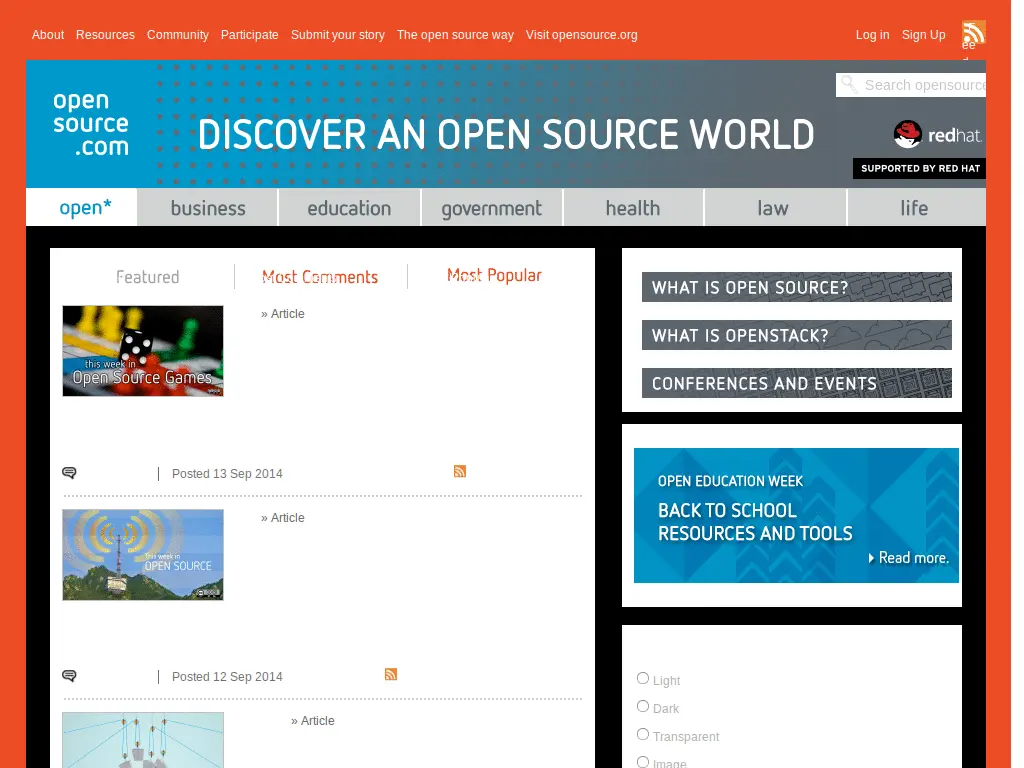 About Resources Community Participate Submit your story The open source way Visit opensource.org
Log in Sign Up
ee
open
source
.com
DISCOVER AN OPEN SOURCE WORLD
Search opensource
redhat.
SUPPORTED BY RED HAT
open* business education government health law life
Featured Most Comments Most Popular
» Article
this week in
Open Source Games
Posted 13 Sep 2014
» Article
This week in
OPEN SOURCE
Posted 12 Sep 2014
» Article
WHAT IS OPEN SOURCE?
WHAT IS OPENSTACK?
CONFERENCES AND EVENTS
OPEN EDUCATION WEEK
BACK TO SCHOOL
RESOURCES AND TOOLS
Read more.
Light
Dark
Transparent
Image